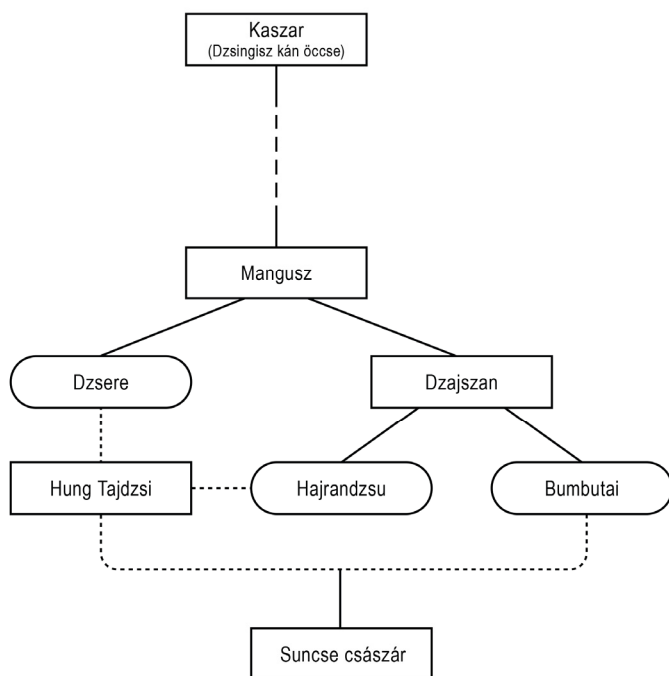 Kaszar
(Dzsingisz kán öccse)
Mangusz
Dzsere
Dzajszan
Hung Tajdzsi
Hajrandzsu
Bumbutai
Suncse császár